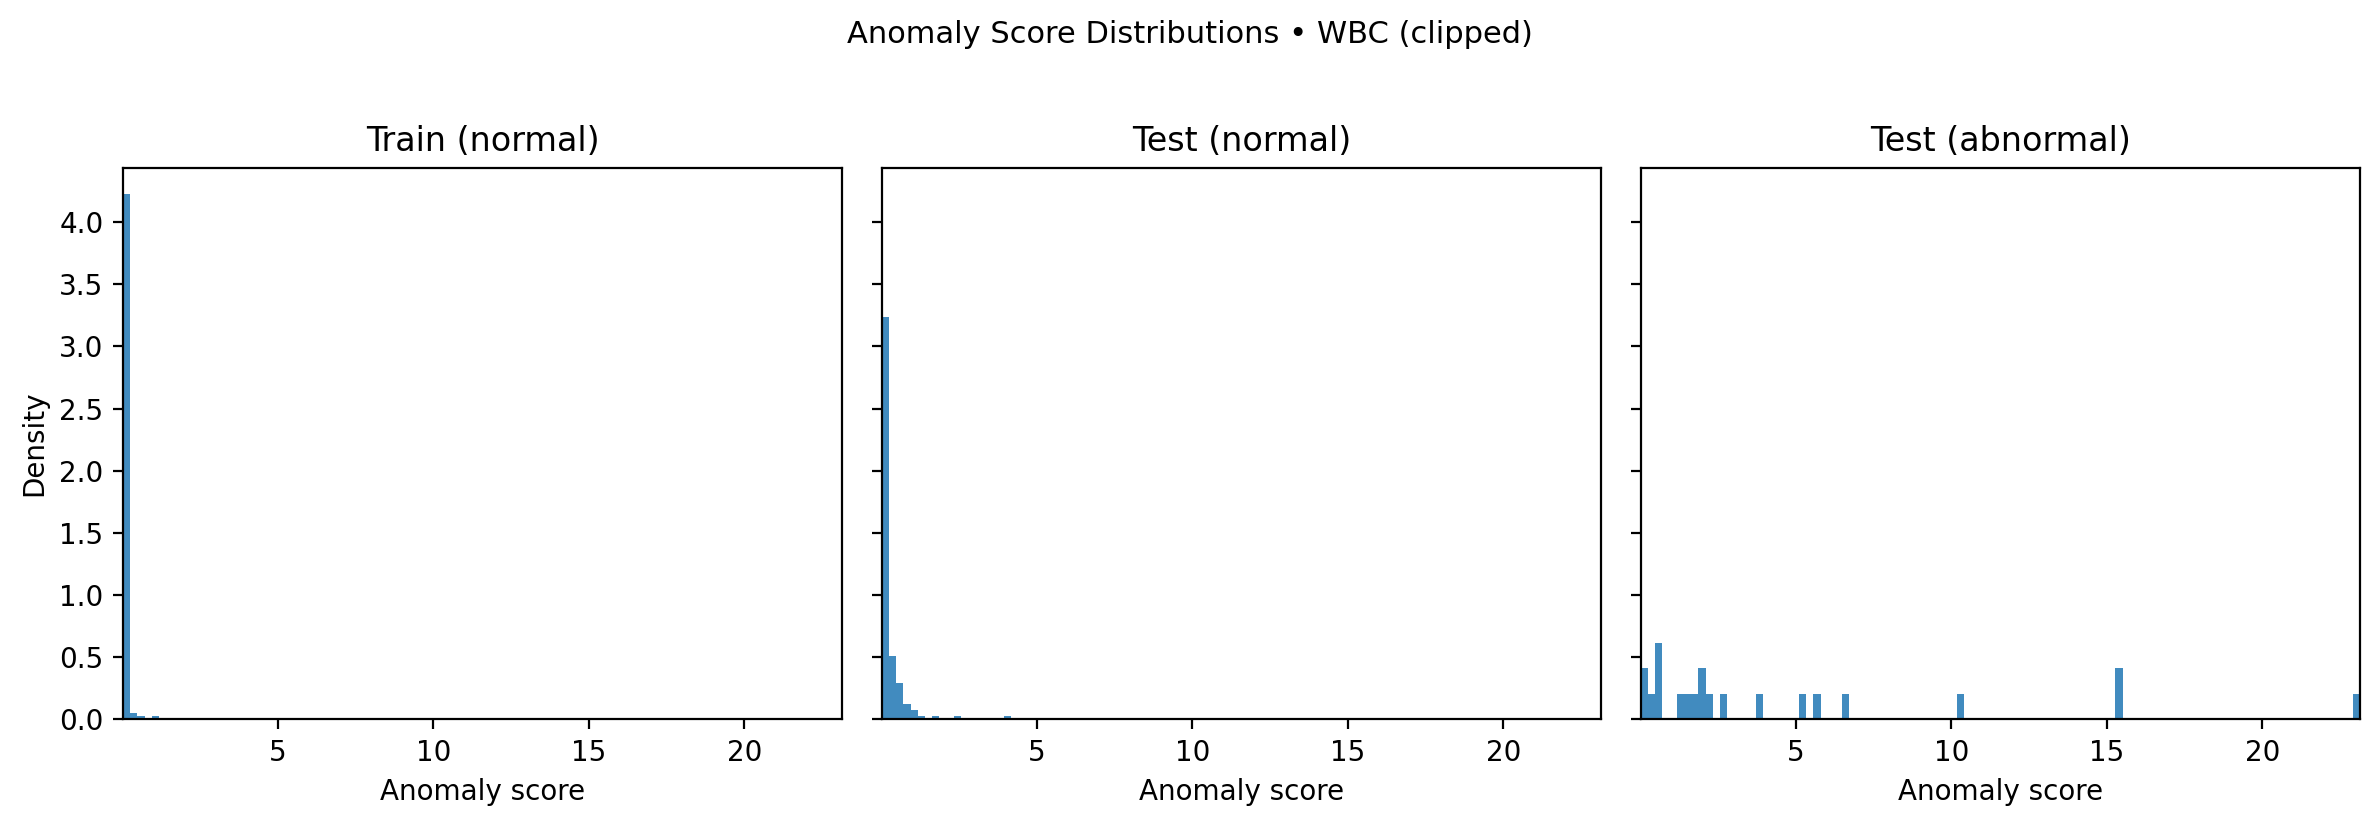 Anomaly Score Distributions • WBC (clipped)
Train (normal)
Test (normal)
Test (abnormal)
Density
4.0
3.5
3.0
2.5
2.0
1.5
1.0
0.5
0.0
5 10 15 20
5 10 15 20
5 10 15 20
Anomaly score
Anomaly score
Anomaly score